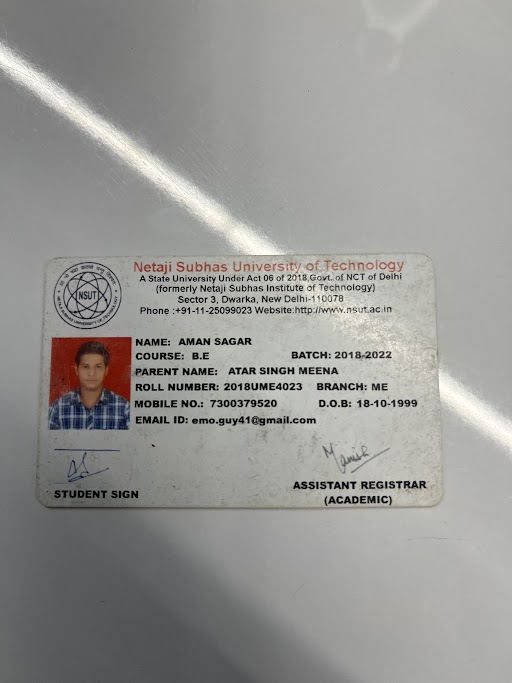 Netaji Subhas University of Technology
A State University Under Act 06 of 2018,Govt. of NCT of Delhi
(formerly Netaji Subhas Institute of Technology)
Sector 3, Dwarka, New Delhi-110078
Phone :+91-11-25099023 Website:http://www.nsut.ac.in
NSUT
NAME: AMAN SAGAR
COURSE: B.E BATCH: 2018-2022
PARENT NAME: ATAR SINGH MEENA
ROLL NUMBER: 2018UME4023 BRANCH: ME
MOBILE NO.: 7300379520 D.O.B: 18-10-1999
EMAIL ID: emo.guy41@gmail.com
Manish
STUDENT SIGN
ASSISTANT REGISTRAR
(ACADEMIC)